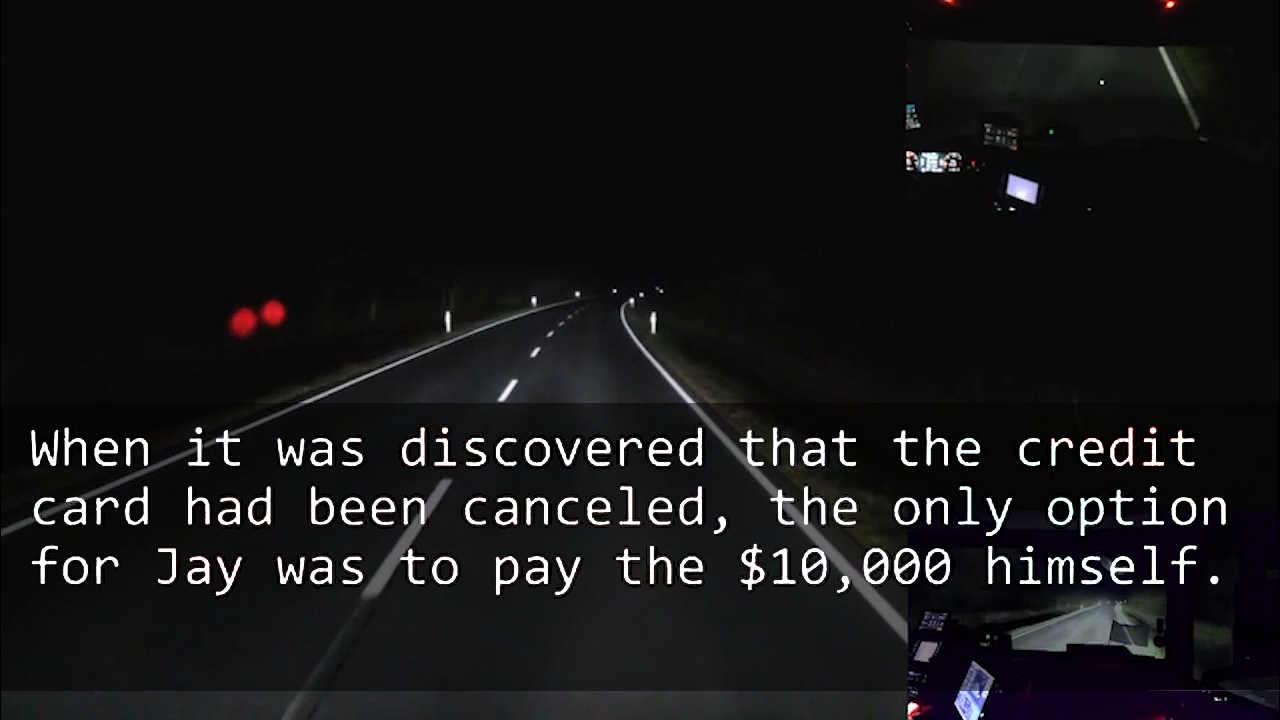 When it was discovered that the credit
card had been canceled, the only option
for Jay was to pay the $10,000 himself.